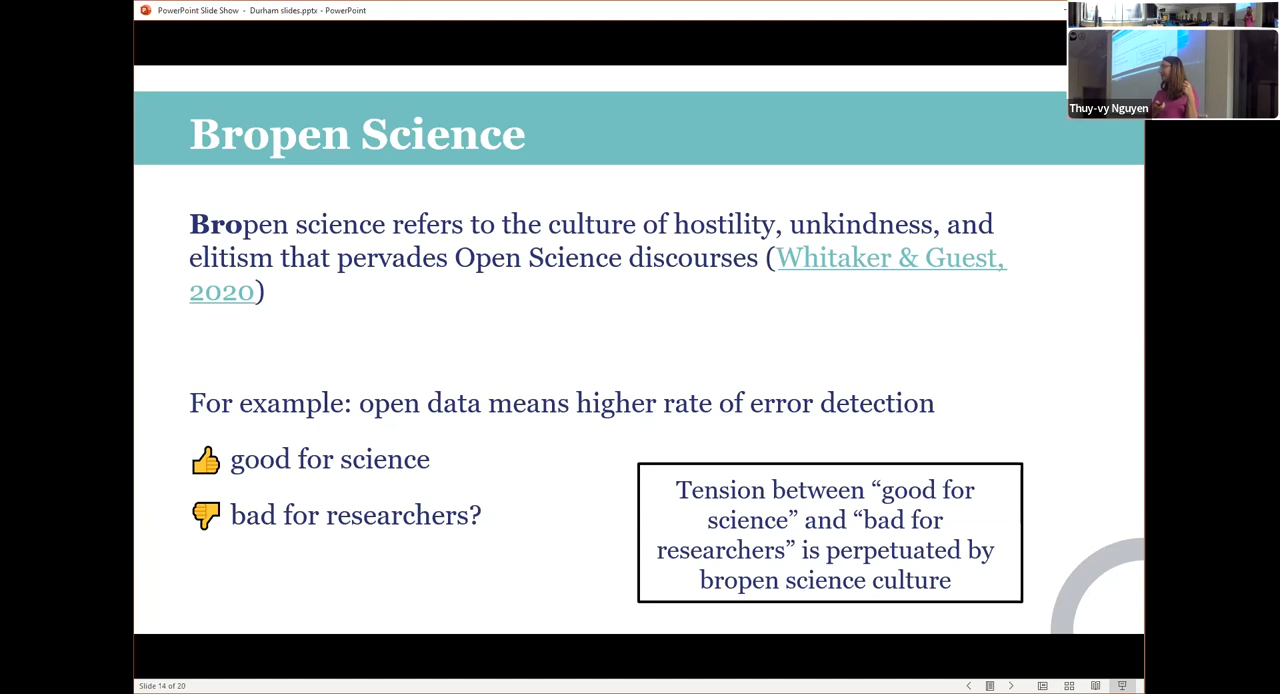 PowerPoint Slide Show - Durham slides.pptx - PowerPoint
Thuy-vy Nguyen
Bropen Science
Bropen science refers to the culture of hostility, unkindness, and
elitism that pervades Open Science discourses (Whitaker & Guest,
2020)
For example: open data means higher rate of error detection
👍 good for science
👎 bad for researchers?
Tension between “good for
science” and “bad for
researchers” is perpetuated by
bropen science culture
Slide 14 of 20